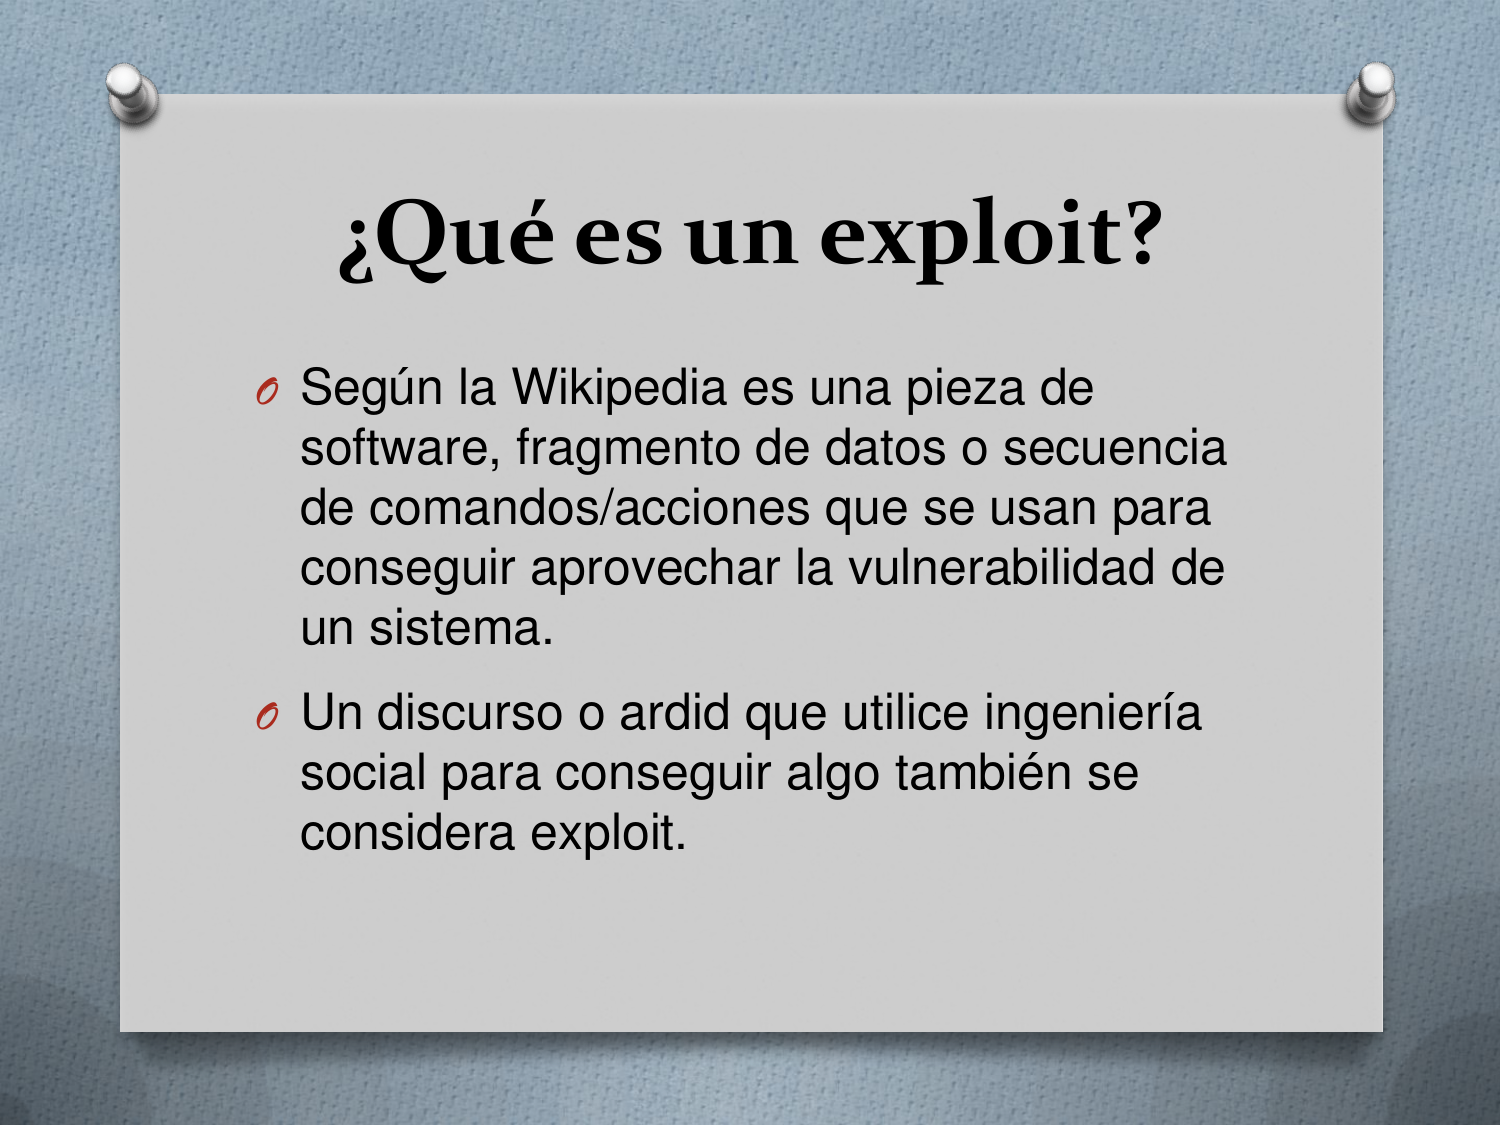 ¿Qué es un exploit?
Según la Wikipedia es una pieza de
software, fragmento de datos o secuencia
de comandos/acciones que se usan para
conseguir aprovechar la vulnerabilidad de
un sistema.
Un discurso o ardid que utilice ingeniería
social para conseguir algo también se
considera exploit.